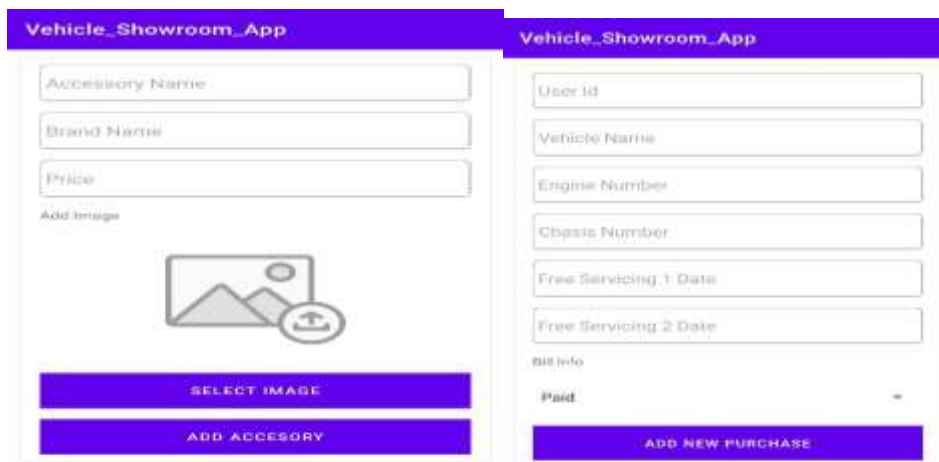 Vehicle_Showroom_App
Accessory Name
Brand Name
Price
Add Image
SELECT IMAGE
ADD ACCESORY
Vehicle_Showroom_App
User Id
Vehicle Name
Engine Number
Chasis Number
Free Servicing 1 Date
Free Servicing 2 Date
Bill Info
Paid
ADD NEW PURCHASE